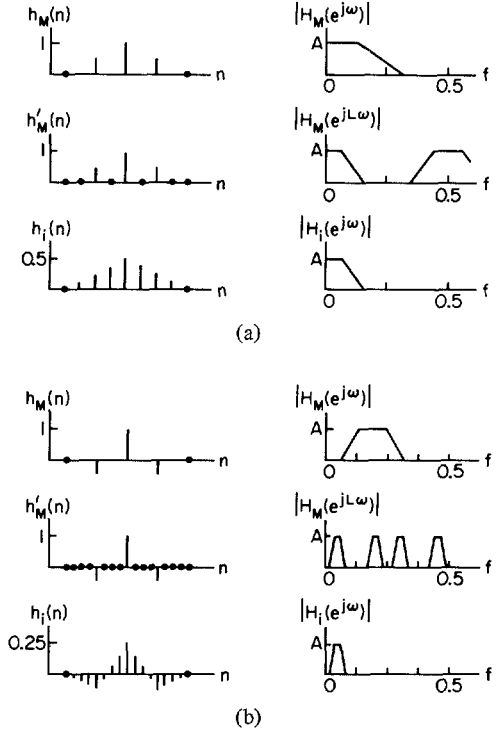 h_M(n)
1
n
|H_M(e^{jω})|
A
0
0.5
f
h'_M(n)
1
n
|H_M(e^{jLω})|
A
0
0.5
f
h_i(n)
0.5
n
|H_i(e^{jω})|
A
0
0.5
f
(a)
h_M(n)
1
n
|H_M(e^{jω})|
A
0
0.5
f
h'_M(n)
1
n
|H_M(e^{jLω})|
A
0
0.5
f
h_i(n)
0.25
n
|H_i(e^{jω})|
A
0
0.5
f
(b)